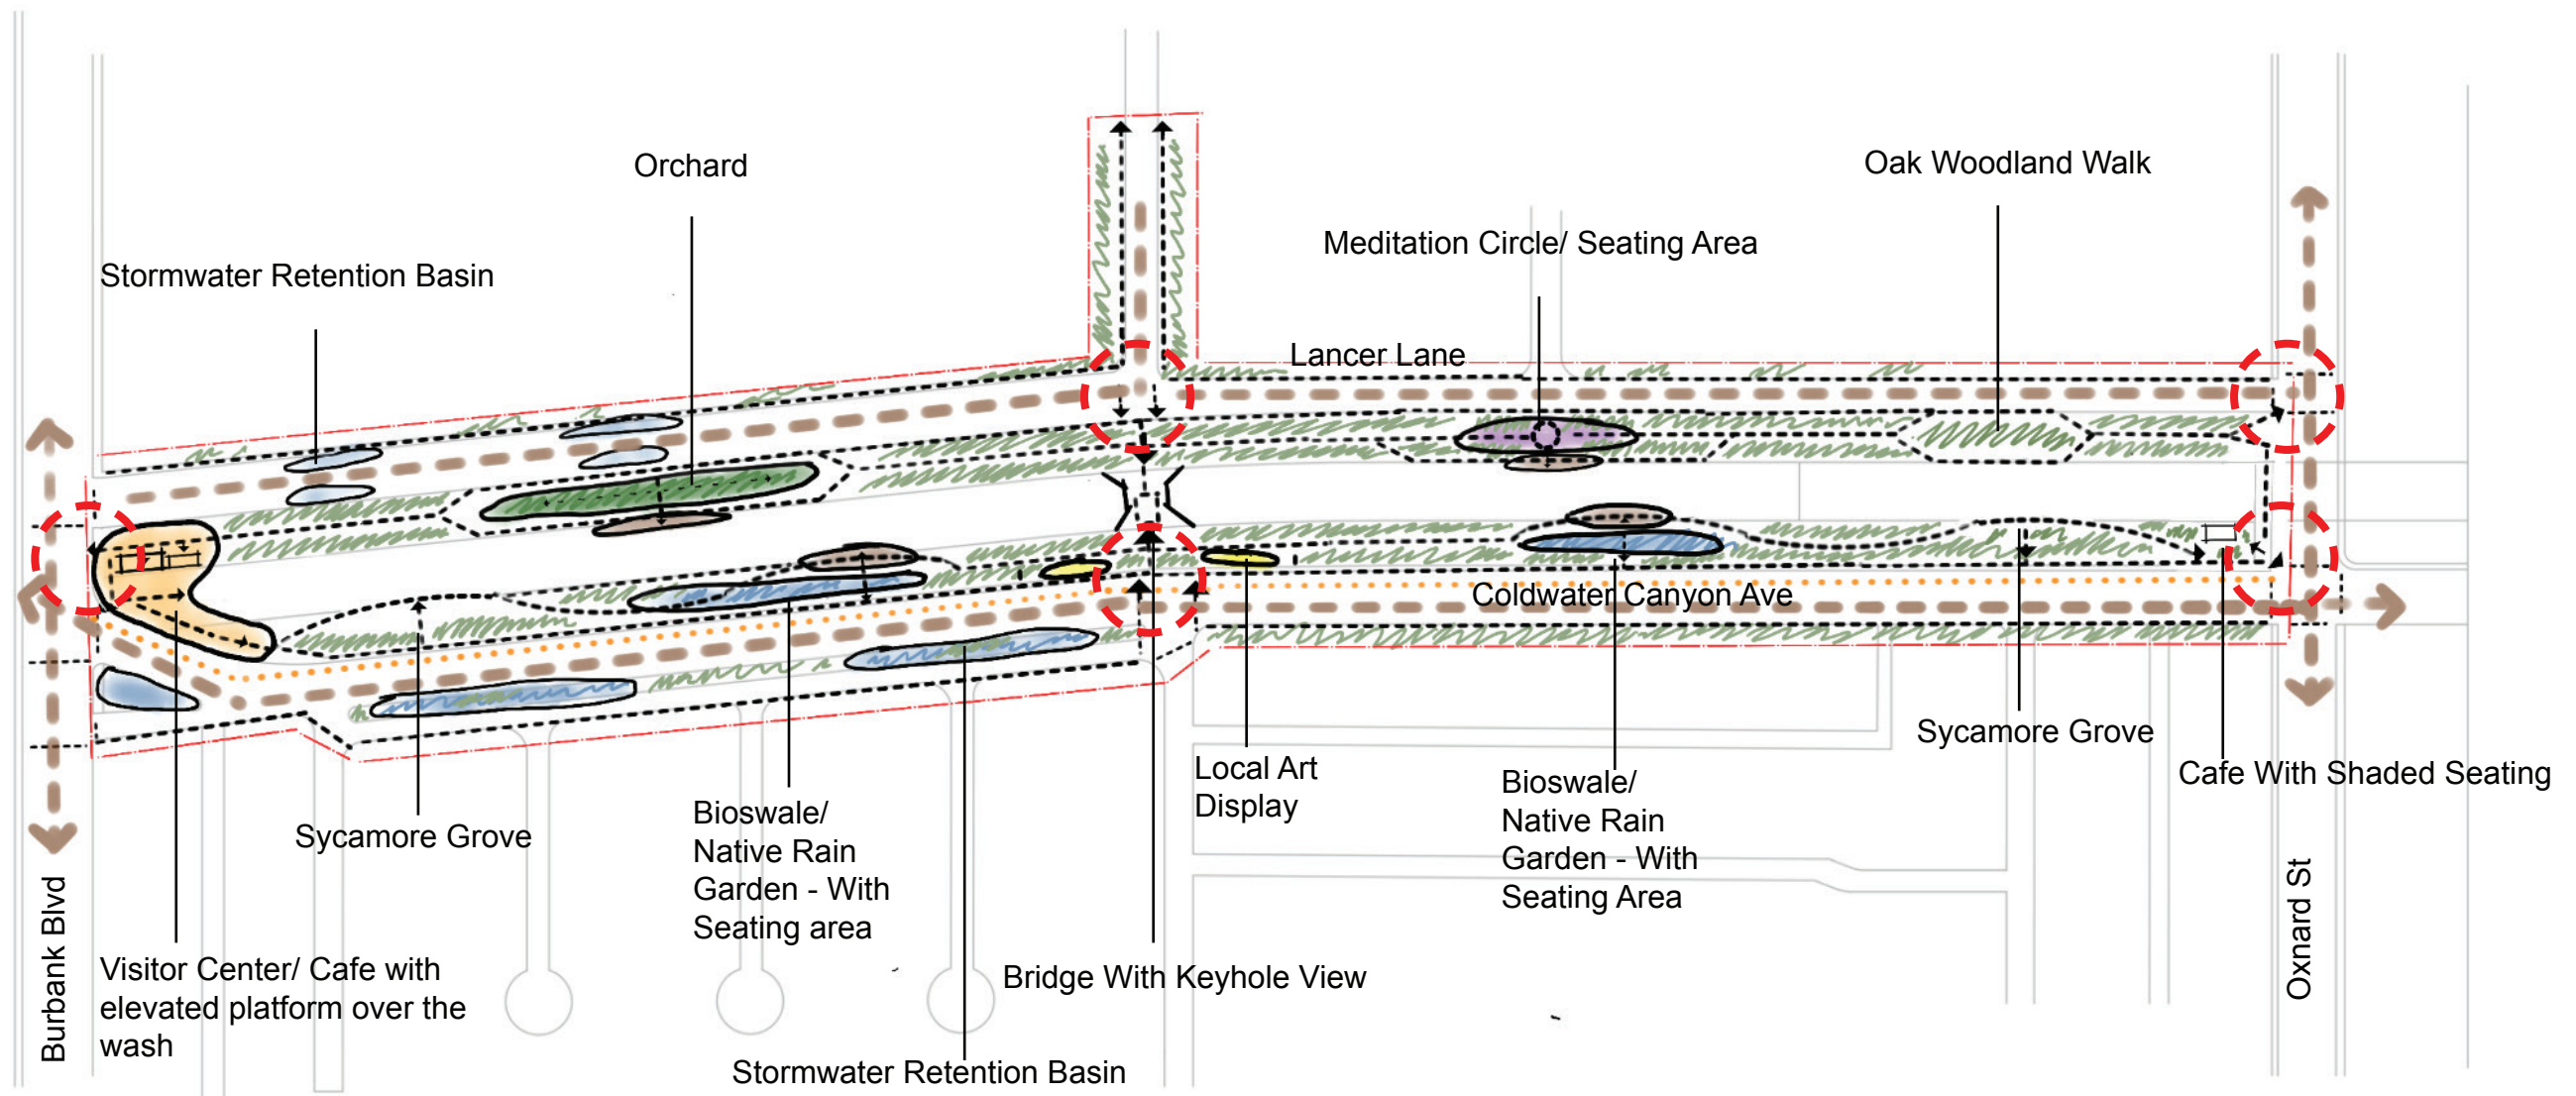 Orchard
Oak Woodland Walk
Meditation Circle/ Seating Area
Stormwater Retention Basin
Lancer Lane
Coldwater Canyon Ave
Sycamore Grove
Local Art
Display
Bioswale/
Native Rain
Garden - With
Seating Area
Cafe With Shaded Seating
Sycamore Grove
Bioswale/
Native Rain
Garden - With
Seating area
Burbank Blvd
Oxnard St
Visitor Center/ Cafe with
elevated platform over the
wash
Bridge With Keyhole View
Stormwater Retention Basin